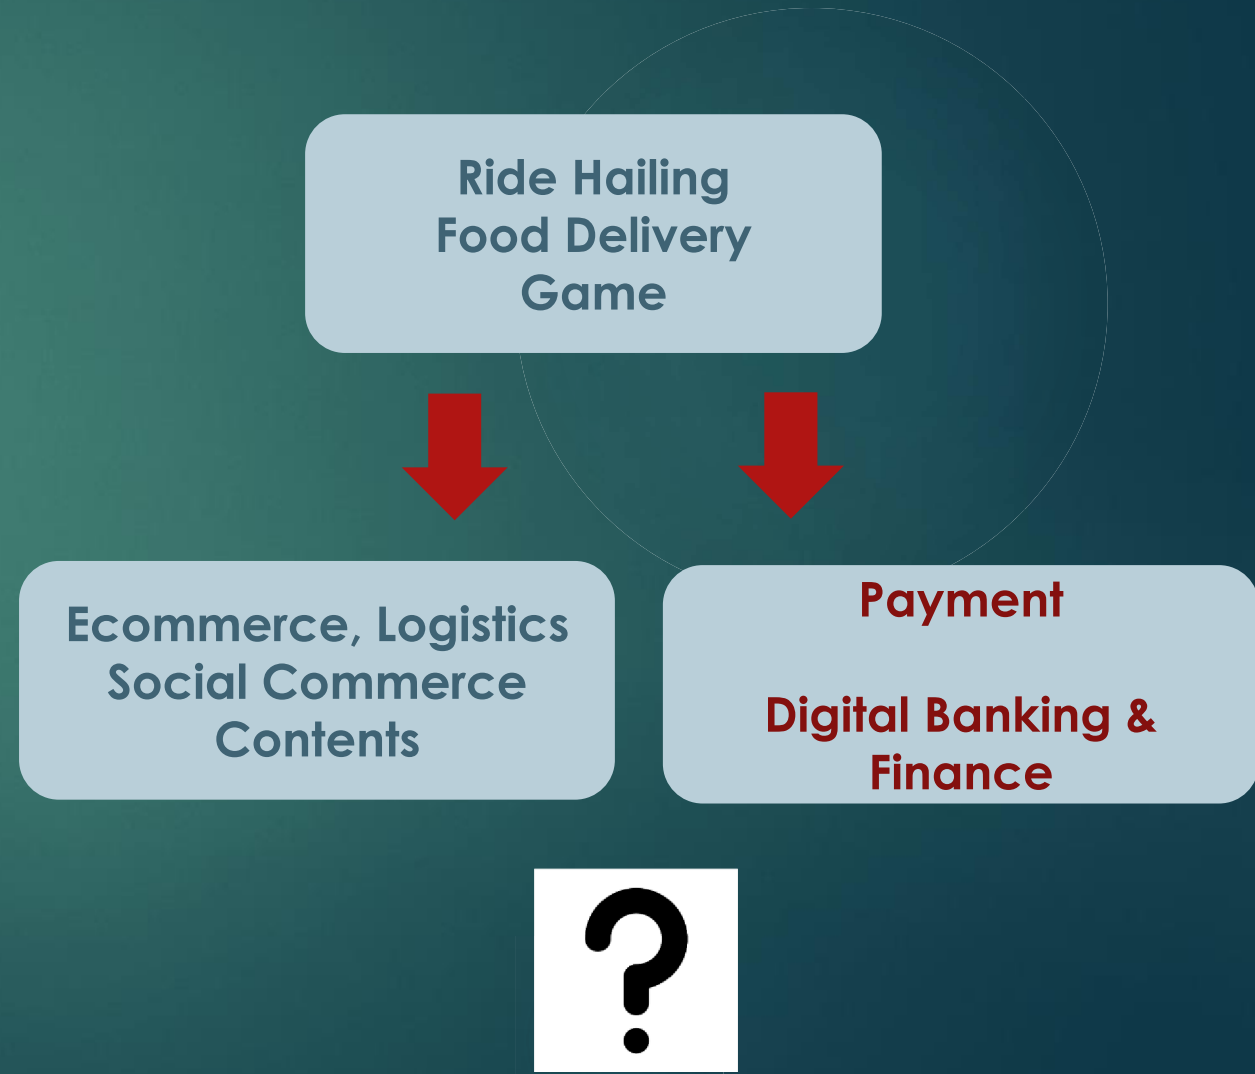 Ride Hailing
Food Delivery
Game
Ecommerce, Logistics
Social Commerce
Contents
Payment
Digital Banking &
Finance
?